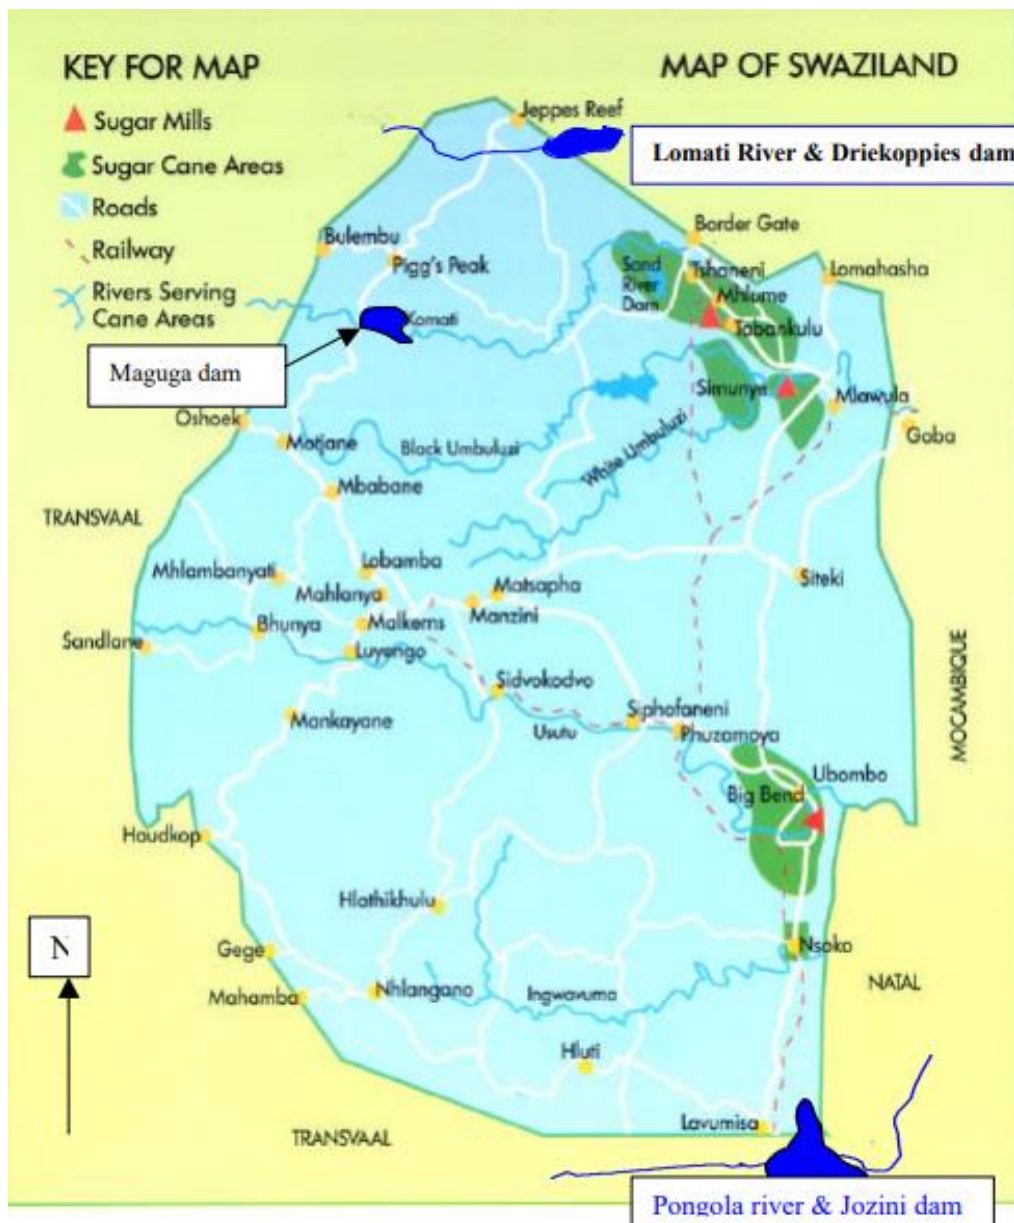 KEY FOR MAP
MAP OF SWAZILAND
Sugar Mills
Sugar Cane Areas
Roads
Railway
Rivers Serving
Cane Areas
Jeppes Reef
Lomati River & Driekoppies dam
Bulembu
Pigg's Peak
Border Gate
Sand
River
Dam
Tshaneni
Lomahasha
Mhlume
Tabankulu
Komati
Maguga dam
Simunye
Mlawula
Oshoek
Goba
Motjane
Black Umbuluzi
White Umbuluzi
Mbabane
TRANSVAAL
Lobamba
Mhlambanyati
Mahlanya
Matsapha
Siteki
Manzini
Bhunya
Malkerns
Sandlane
Luyengo
MOCAMBIQUE
Sidvokodvo
Mankayane
Siphofaneni
Usutu
Phuzamoya
Ubombo
Big Bend
Houdkop
Hlathikhulu
N
Gege
Nsoko
NATAL
Mahamba
Nhlangano
Ingwavuma
Hluti
Lavumisa
TRANSVAAL
Pongola river & Jozini dam